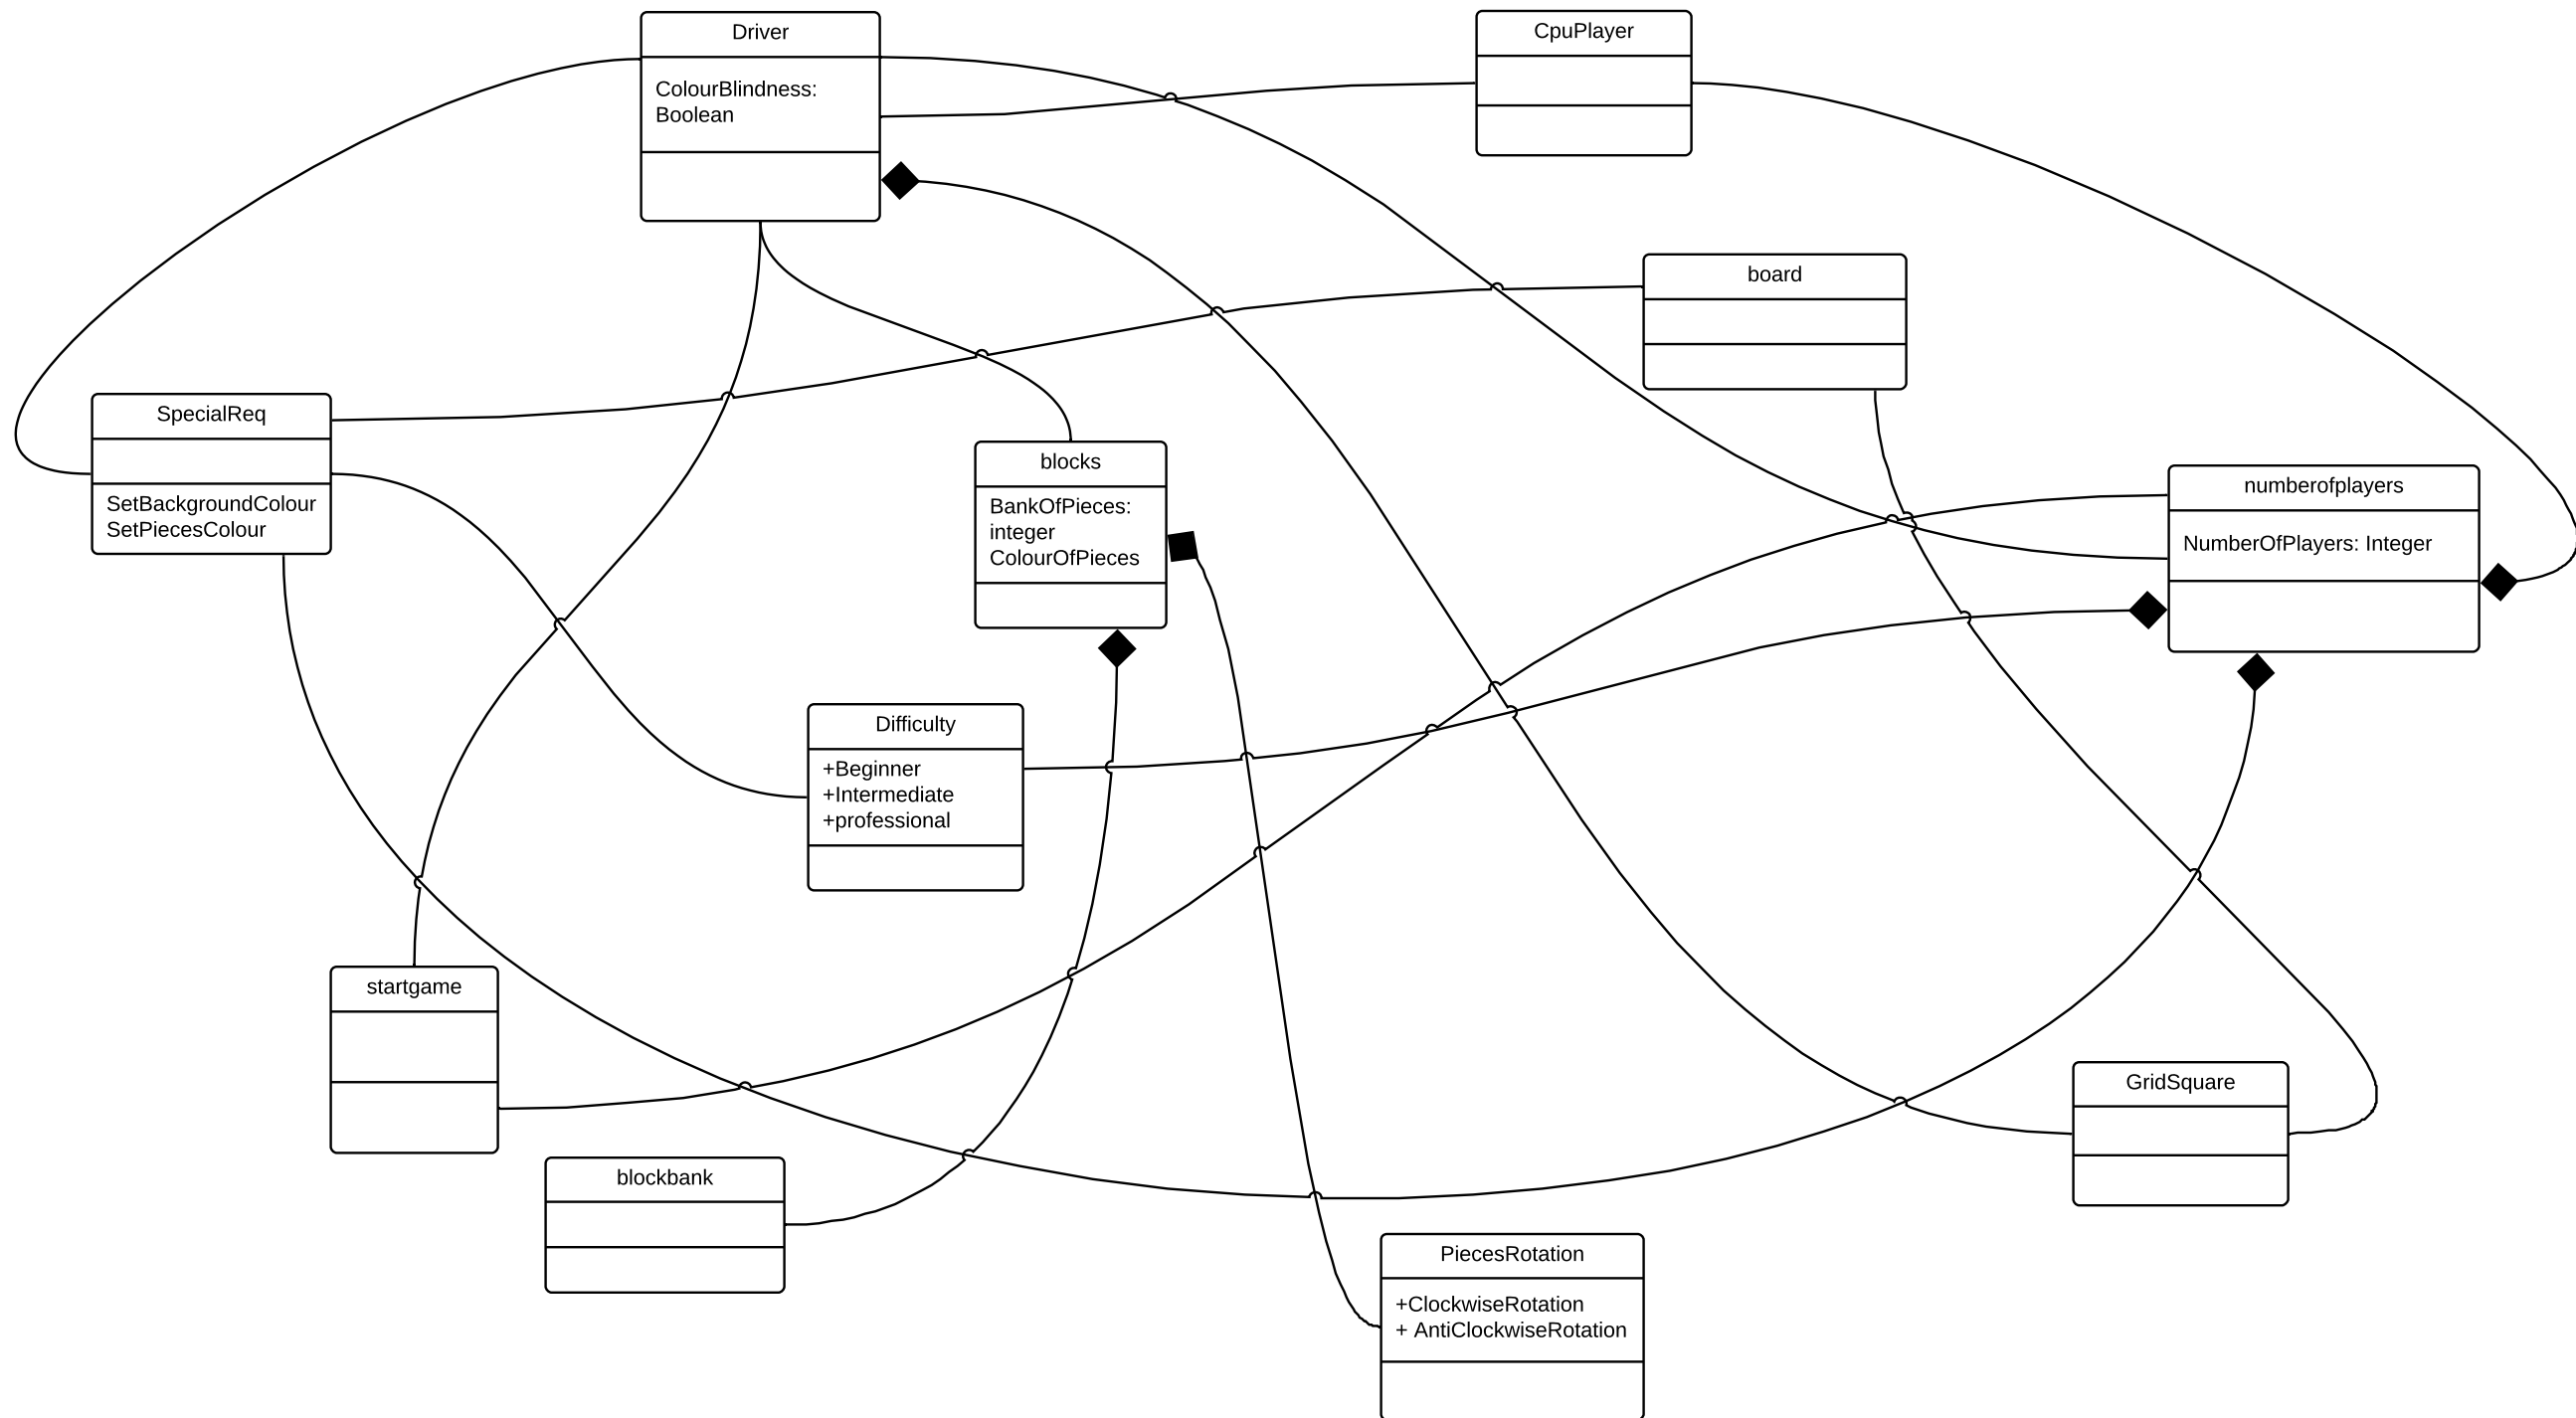 Driver
ColourBlindness:
Boolean
CpuPlayer
board
SpecialReq
SetBackgroundColour
SetPiecesColour
blocks
BankOfPieces:
integer
ColourOfPieces
numberofplayers
NumberOfPlayers: Integer
Difficulty
+Beginner
+Intermediate
+professional
startgame
GridSquare
blockbank
PiecesRotation
+ClockwiseRotation
+ AntiClockwiseRotation